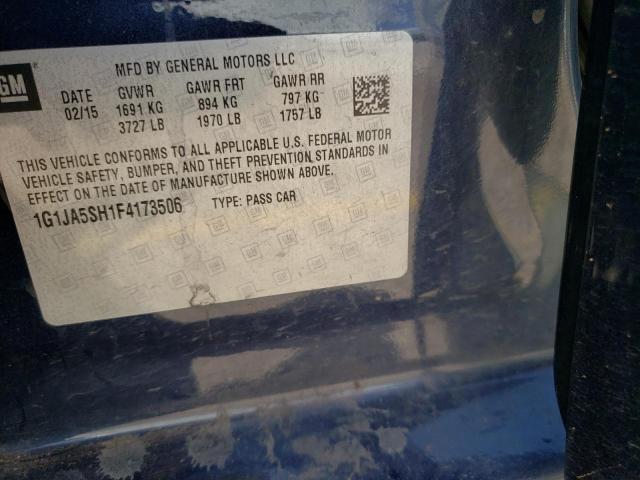 GM
MFD BY GENERAL MOTORS LLC
DATE GVWR GAWR FRT GAWR RR
02/15 1691 KG 894 KG 797 KG
3727 LB 1970 LB 1757 LB
THIS VEHICLE CONFORMS TO ALL APPLICABLE U.S. FEDERAL MOTOR
VEHICLE SAFETY, BUMPER, AND THEFT PREVENTION STANDARDS IN
EFFECT ON THE DATE OF MANUFACTURE SHOWN ABOVE.
1G1JA5SH1F4173506 TYPE: PASS CAR